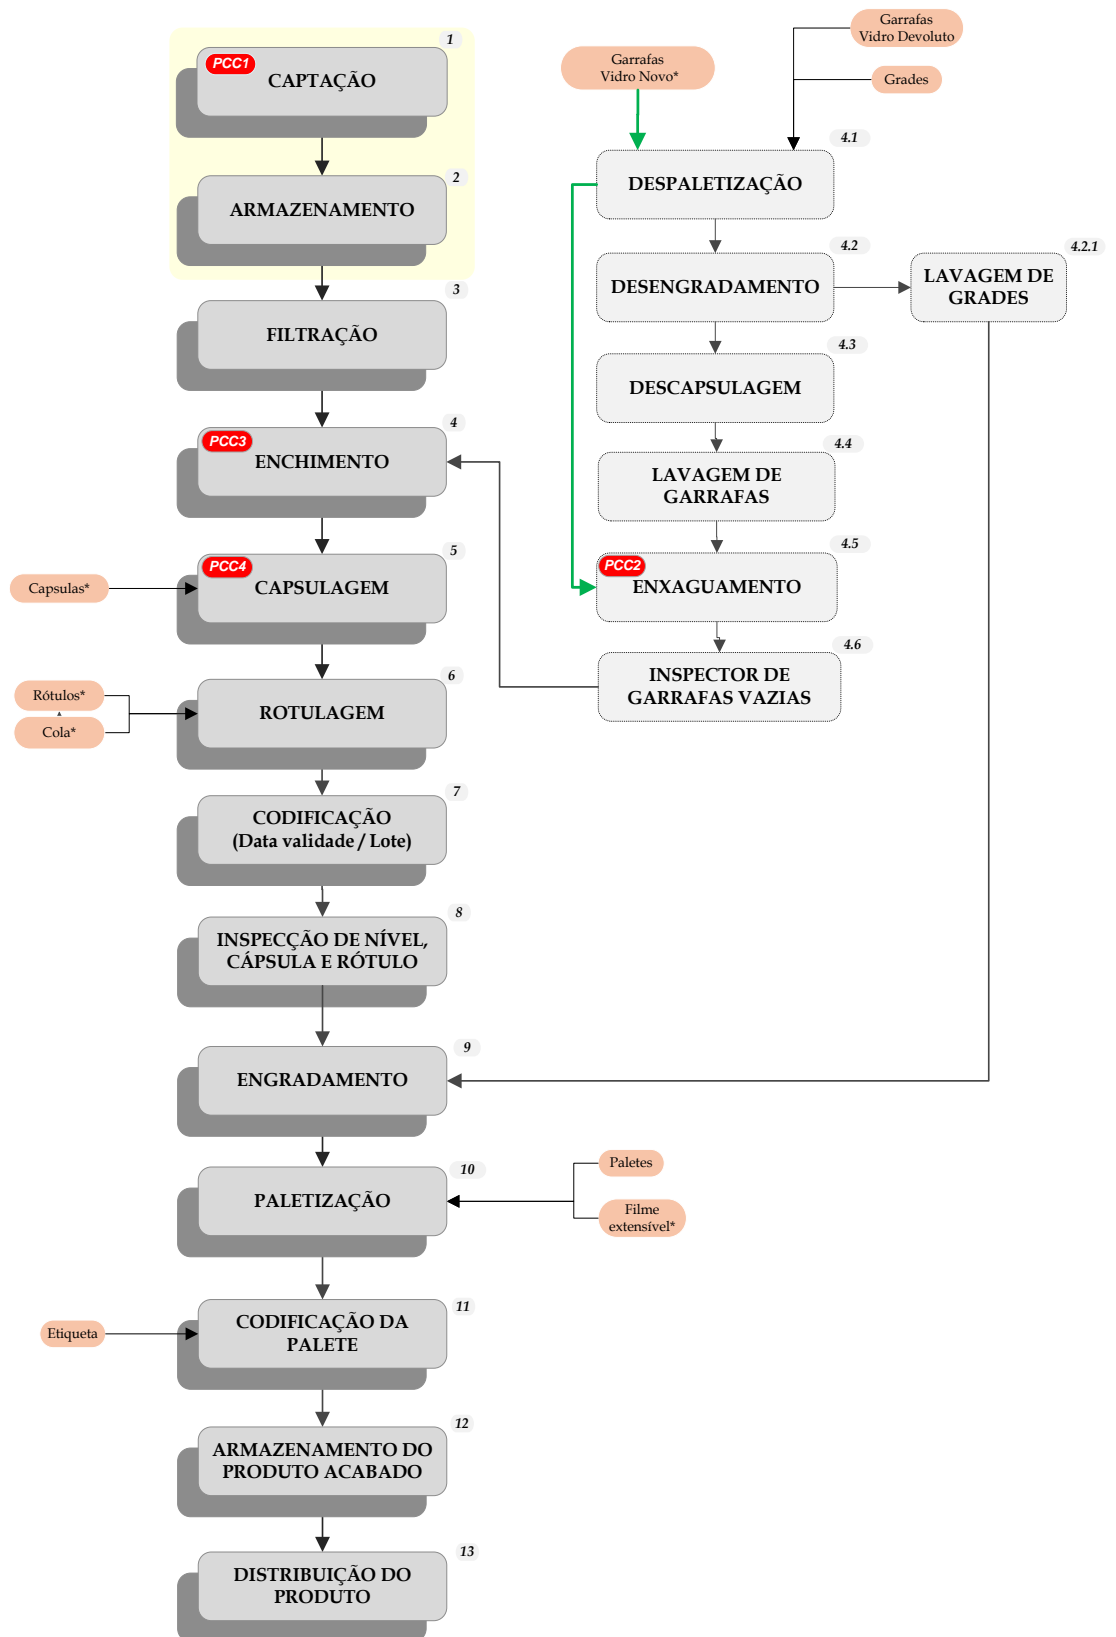 1
PCC1
CAPTAÇÃO
2
ARMAZENAMENTO
3
FILTRAÇÃO
4
PCC3
ENCHIMENTO
5
PCC4
CAPSULAGEM
Capsulas*
6
ROTULAGEM
Rótulos*
Cola*
7
CODIFICAÇÃO
(Data validade / Lote)
8
INSPECÇÃO DE NÍVEL,
CÁPSULA E RÓTULO
9
ENGRADAMENTO
10
PALETIZAÇÃO
Paletes
Filme
extensível*
11
CODIFICAÇÃO DA
PALETE
Etiqueta
12
ARMAZENAMENTO DO
PRODUTO ACABADO
13
DISTRIBUIÇÃO DO
PRODUTO
Garrafas
Vidro Novo*
Garrafas
Vidro Devoluto
Grades
4.1
DESPALETIZAÇÃO
4.2
DESENGRADAMENTO
4.2.1
LAVAGEM DE
GRADES
4.3
DESCAPSULAGEM
4.4
LAVAGEM DE
GARRAFAS
4.5
PCC2
ENXAGUAMENTO
4.6
INSPECTOR DE
GARRAFAS VAZIAS